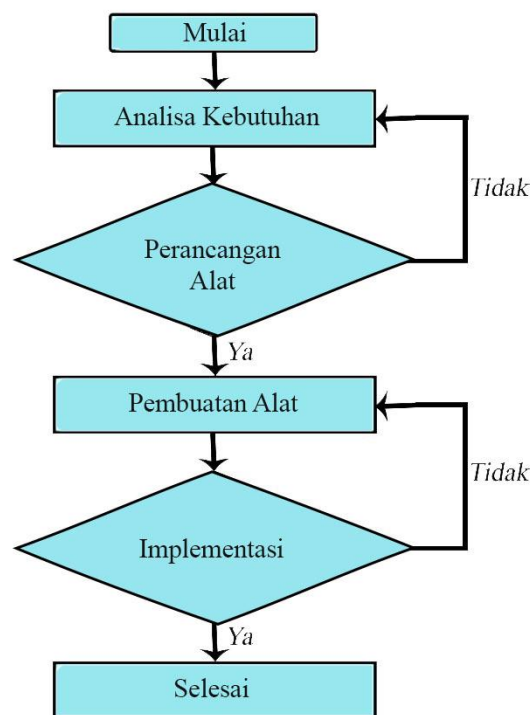 Mulai
Analisa Kebutuhan
Tidak
Perancangan
Alat
Ya
Pembuatan Alat
Tidak
Implementasi
Ya
Selesai